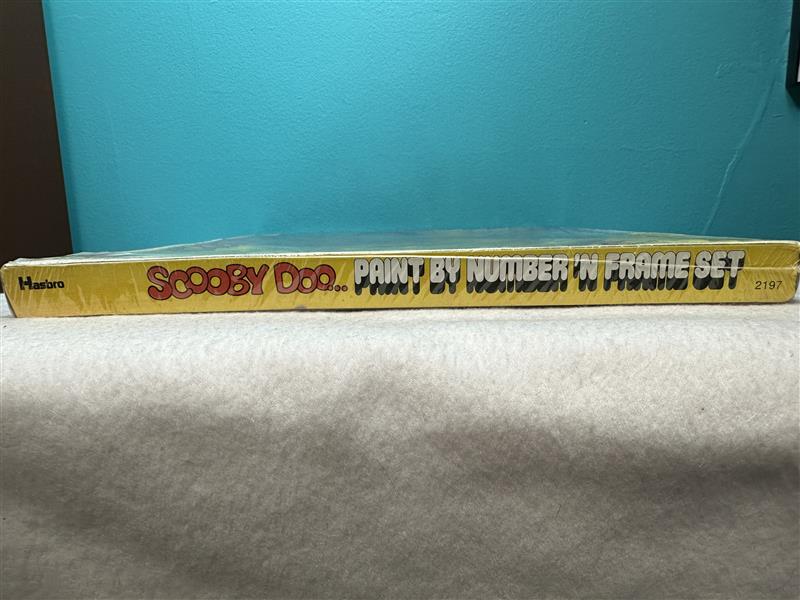 Hasbro SCOOBY DOO... PAINT BY NUMBER 'N FRAME SET 2197